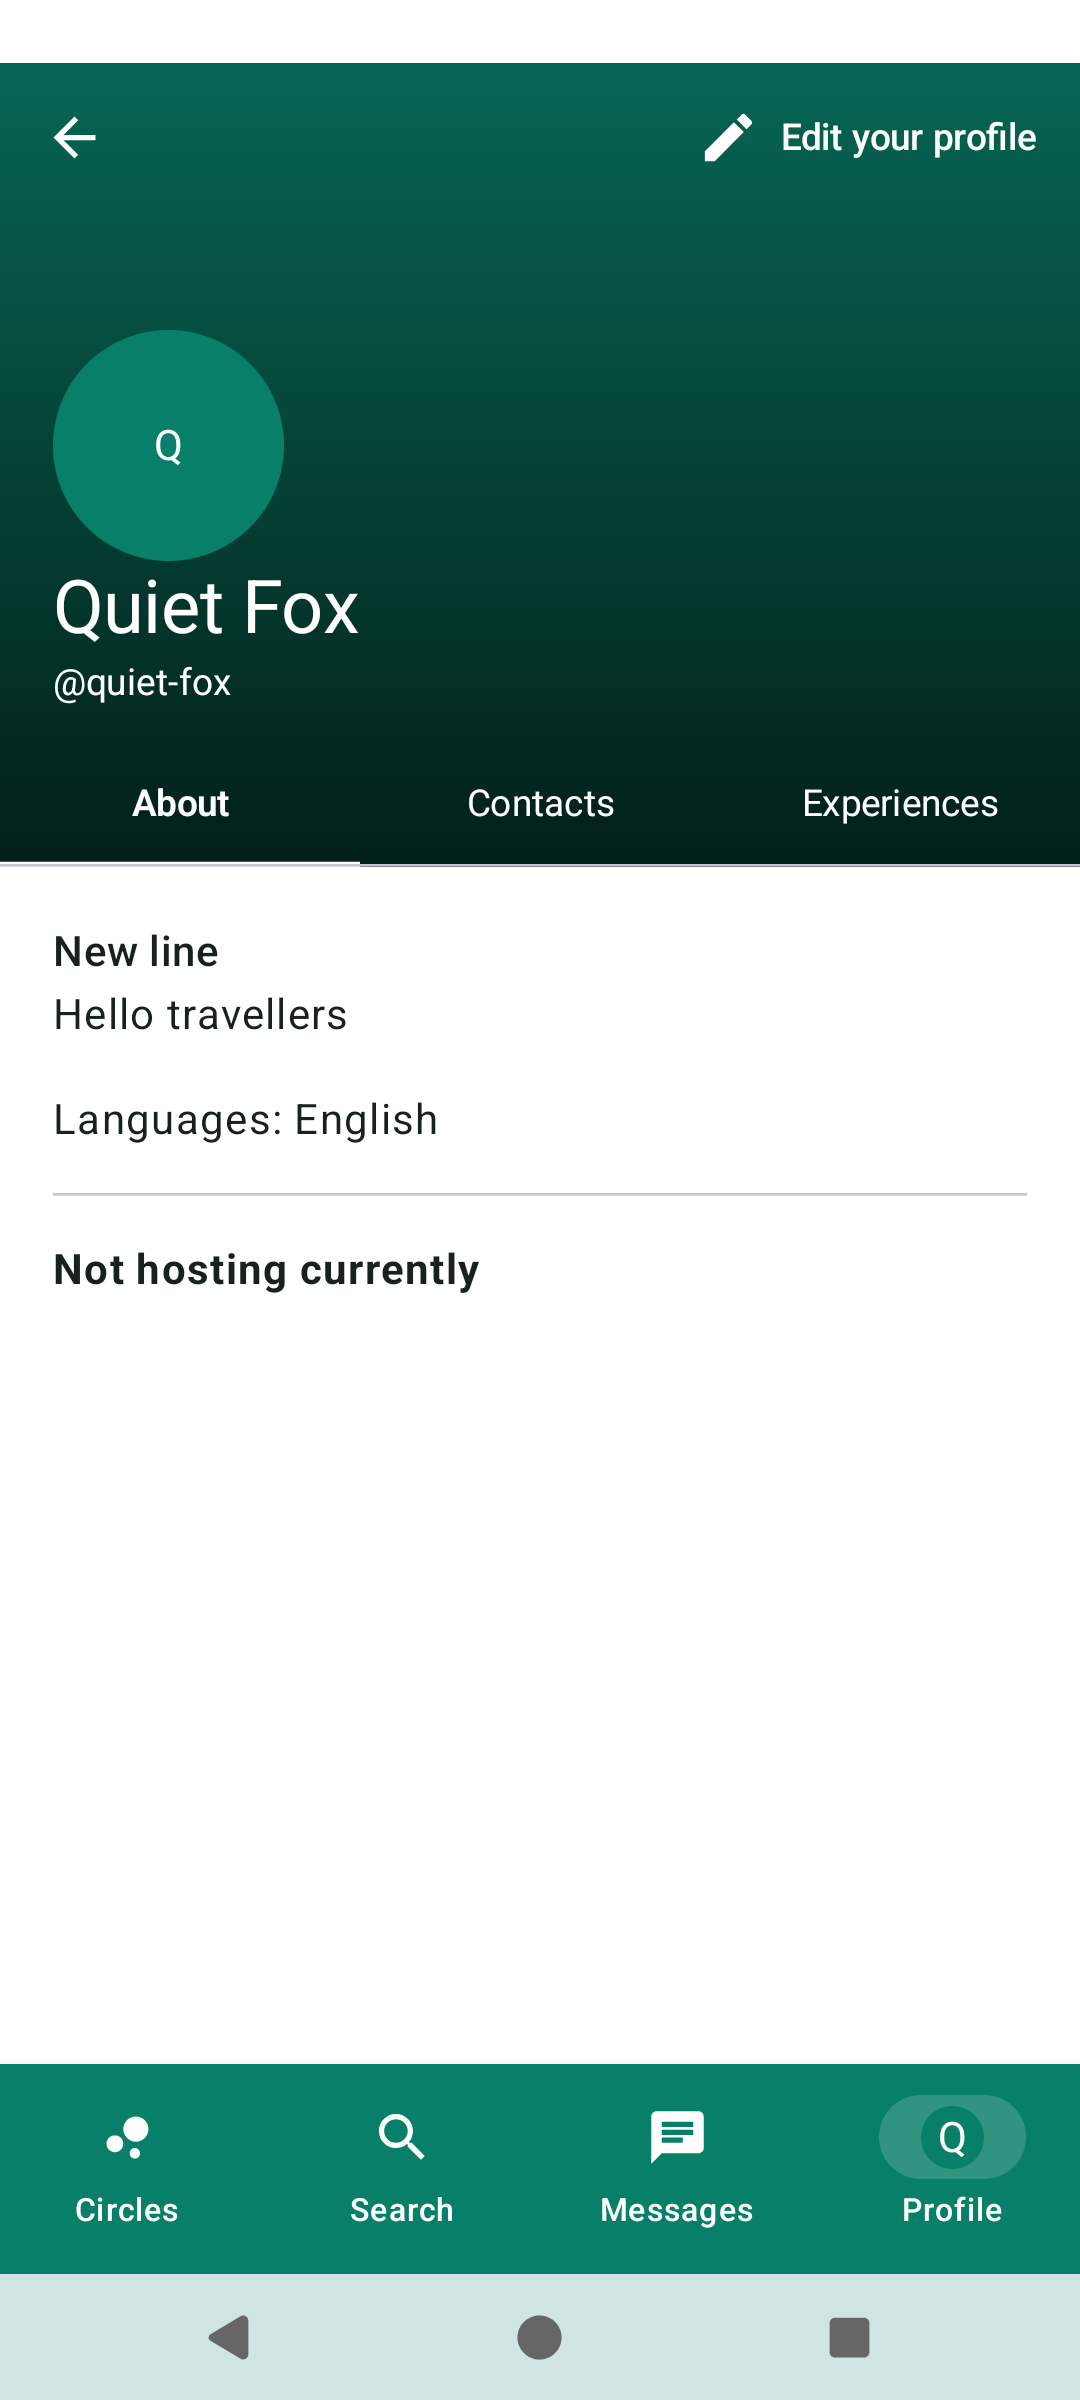 Edit your profile
Q
Quiet Fox
@quiet-fox
About
Contacts
Experiences
New line
Hello travellers
Languages: English
Not hosting currently
Q
Circles
Search
Messages
Profile